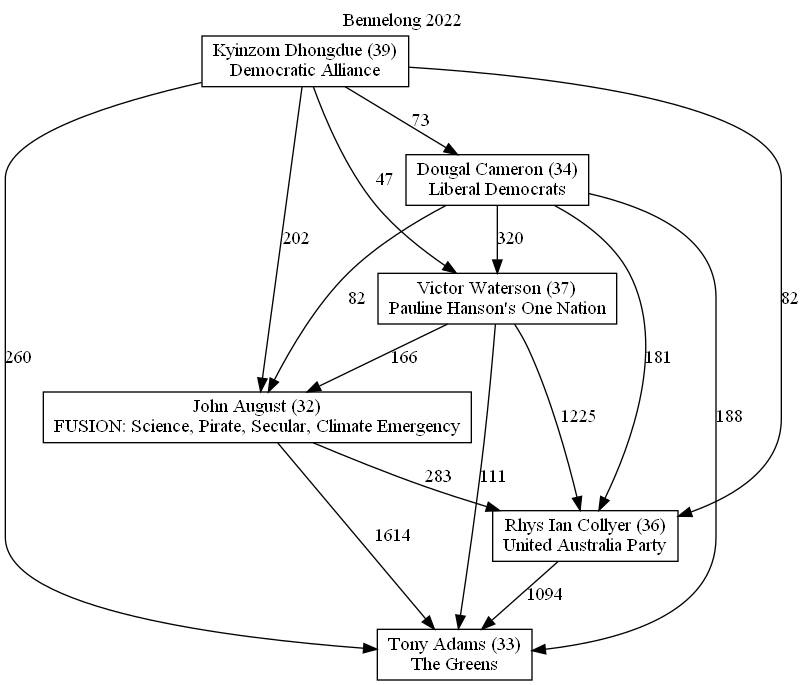 Bennelong 2022
Kyinzom Dhongdue (39)
Democratic Alliance
73
Dougal Cameron (34)
Liberal Democrats
47
202
320
Victor Waterson (37)
Pauline Hanson's One Nation
82
82
260
166
181
John August (32)
FUSION: Science, Pirate, Secular, Climate Emergency
1225
188
283
111
Rhys Ian Collyer (36)
United Australia Party
1614
1094
Tony Adams (33)
The Greens